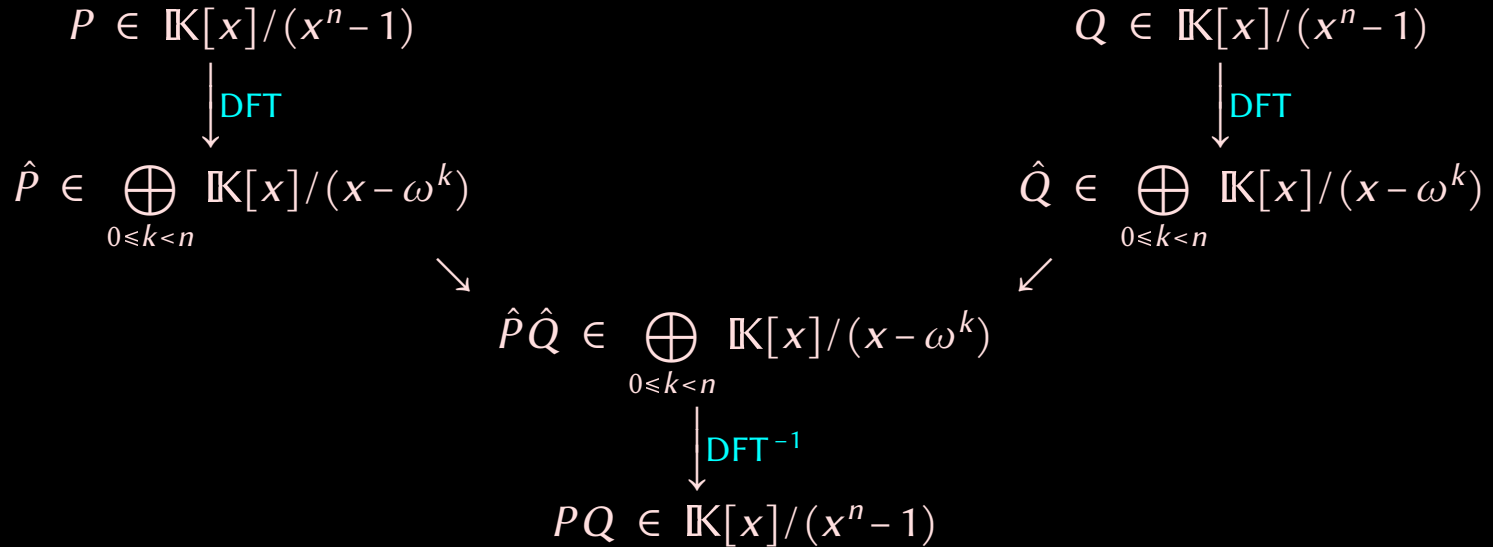 P ∈ 𝕂[x]/(xⁿ – 1) Q ∈ 𝕂[x]/(xⁿ – 1)
DFT DFT
P̂ ∈ ⨁ 𝕂[x]/(x – ωᵏ) Q̂ ∈ ⨁ 𝕂[x]/(x – ωᵏ)
0⩽k<n 0⩽k<n
P̂Q̂ ∈ ⨁ 𝕂[x]/(x – ωᵏ)
0⩽k<n
DFT⁻¹
PQ ∈ 𝕂[x]/(xⁿ – 1)